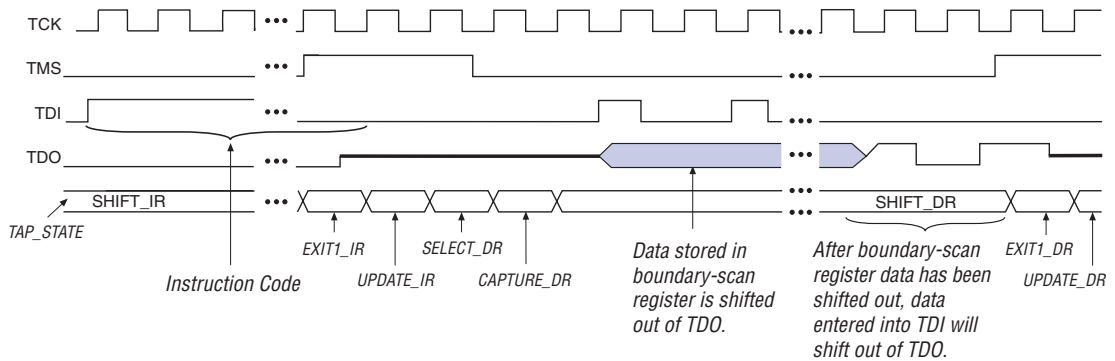 TCK
TMS
TDI
TDO
SHIFT_IR
SHIFT_DR
TAP_STATE
EXIT1_IR
SELECT_DR
Instruction Code
UPDATE_IR
CAPTURE_DR
Data stored in
boundary-scan
register is shifted
out of TDO.
After boundary-scan
register data has been
shifted out, data
entered into TDI will
shift out of TDO.
EXIT1_DR
UPDATE_DR